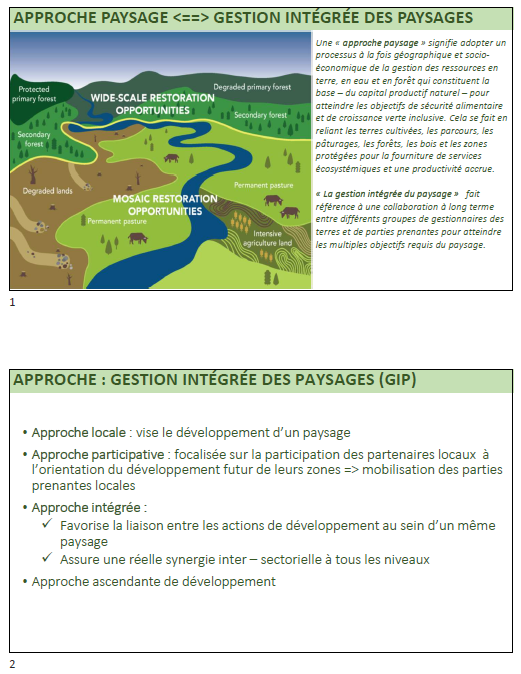 APPROCHE PAYSAGE <==> GESTION INTÉGRÉE DES PAYSAGES
Protected
primary forest
WIDE-SCALE RESTORATION
OPPORTUNITIES
Degraded primary forest
Secondary forest
Secondary
forest
Degraded lands
MOSAIC RESTORATION
OPPORTUNITIES
Permanent pasture
Permanent pasture
Intensive
agriculture land
Une « approche paysage » signifie adopter un
processus à la fois géographique et socio-
économique de la gestion des ressources en
terre, en eau et en forêt qui constituent la
base – du capital productif naturel – pour
atteindre les objectifs de sécurité alimentaire
et de croissance verte inclusive. Cela se fait en
reliant les terres cultivées, les parcours, les
pâturages, les forêts, les bois et les zones
protégées pour la fourniture de services
écosystémiques et une productivité accrue.
« La gestion intégrée du paysage » fait
référence à une collaboration à long terme
entre différents groupes de gestionnaires des
terres et de parties prenantes pour atteindre
les multiples objectifs requis du paysage.
1
APPROCHE : GESTION INTÉGRÉE DES PAYSAGES (GIP)
• Approche locale : vise le développement d'un paysage
• Approche participative : focalisée sur la participation des partenaires locaux à
l'orientation du développement futur de leurs zones => mobilisation des parties
prenantes locales
• Approche intégrée :
✓ Favorise la liaison entre les actions de développement au sein d'un même
paysage
✓ Assure une réelle synergie inter – sectorielle à tous les niveaux
• Approche ascendante de développement
2